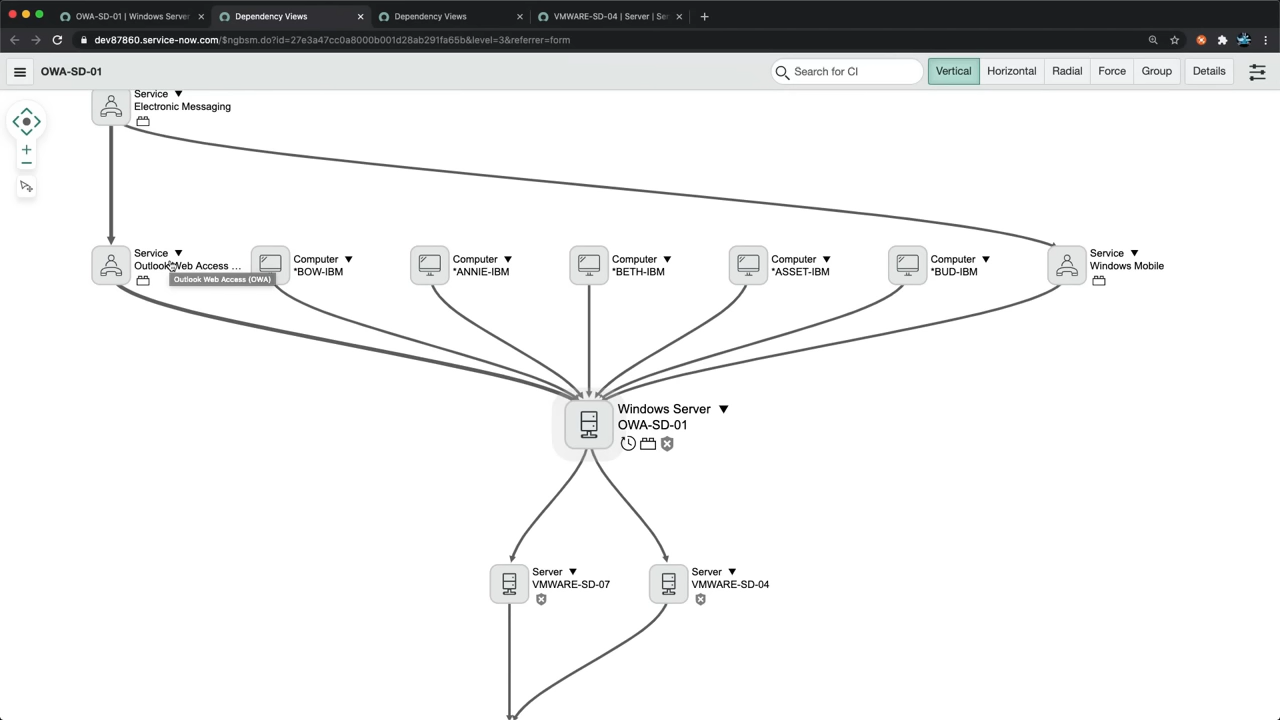 OWA-SD-01 | Windows Server
Dependency Views
Dependency Views
VMWARE-SD-04 | Server | Ser
dev87860.service-now.com/$ngbsm.do?id=27e3a47cc0a8000b001d28ab291fa65b&level=3&referrer=form
OWA-SD-01
Search for CI
Vertical
Horizontal
Radial
Force
Group
Details
Service
Electronic Messaging
Service
Outlook Web Access ...
Outlook Web Access (OWA)
Computer
*BOW-IBM
Computer
*ANNIE-IBM
Computer
*BETH-IBM
Computer
*ASSET-IBM
Computer
*BUD-IBM
Service
Windows Mobile
Windows Server
OWA-SD-01
Server
VMWARE-SD-07
Server
VMWARE-SD-04